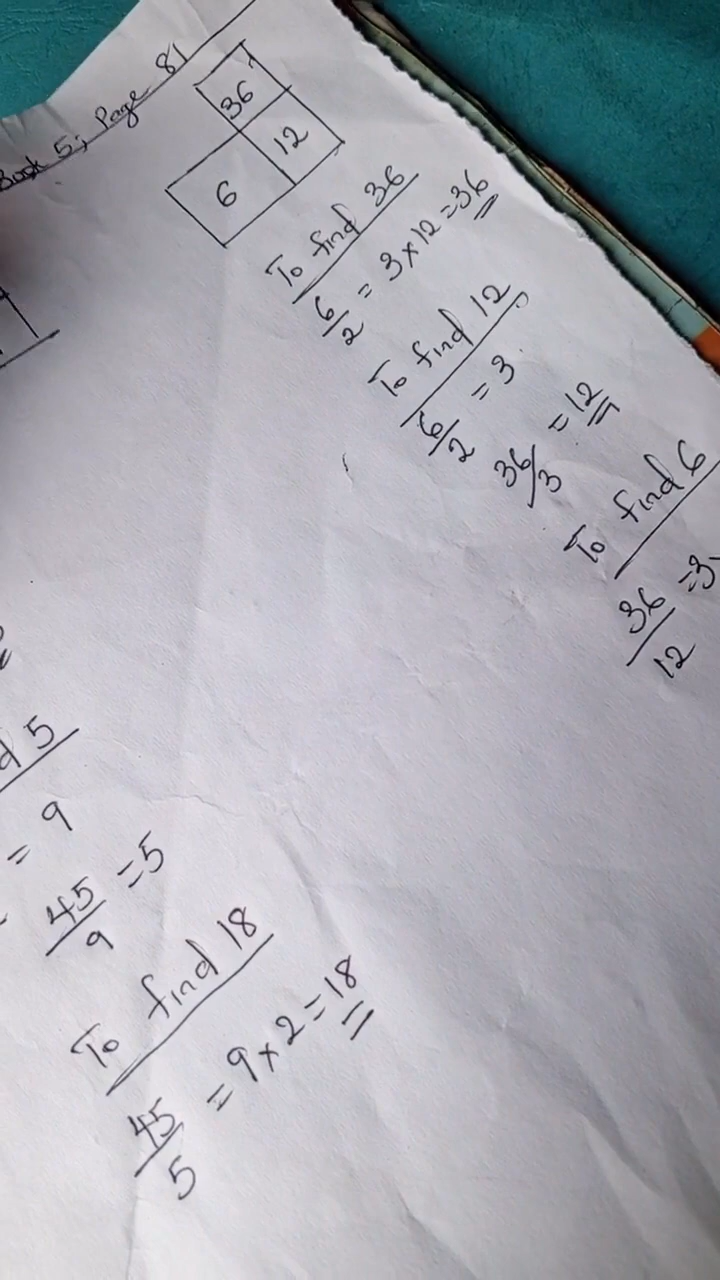 Book 5; Page 81
36
12
6
To find 36
6/2 = 3 x 12 = 36
To find 12
6/2 = 3
36/3 = 12
To find 6
36/12 = 3
5
= 9
45/9 = 5
To find 18
45/5 = 9 x 2 = 18